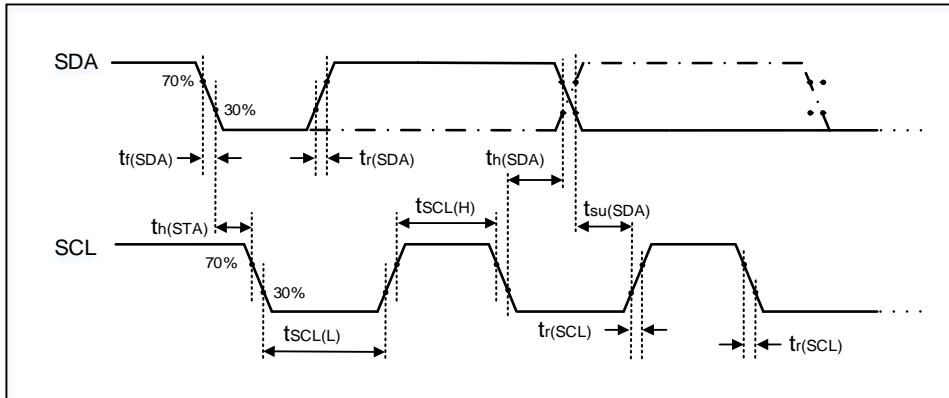 SDA
70%
30%
tf(SDA)
tr(SDA)
th(SDA)
tSCL(H)
tsu(SDA)
th(STA)
SCL
70%
30%
tSCL(L)
tr(SCL)
tr(SCL)